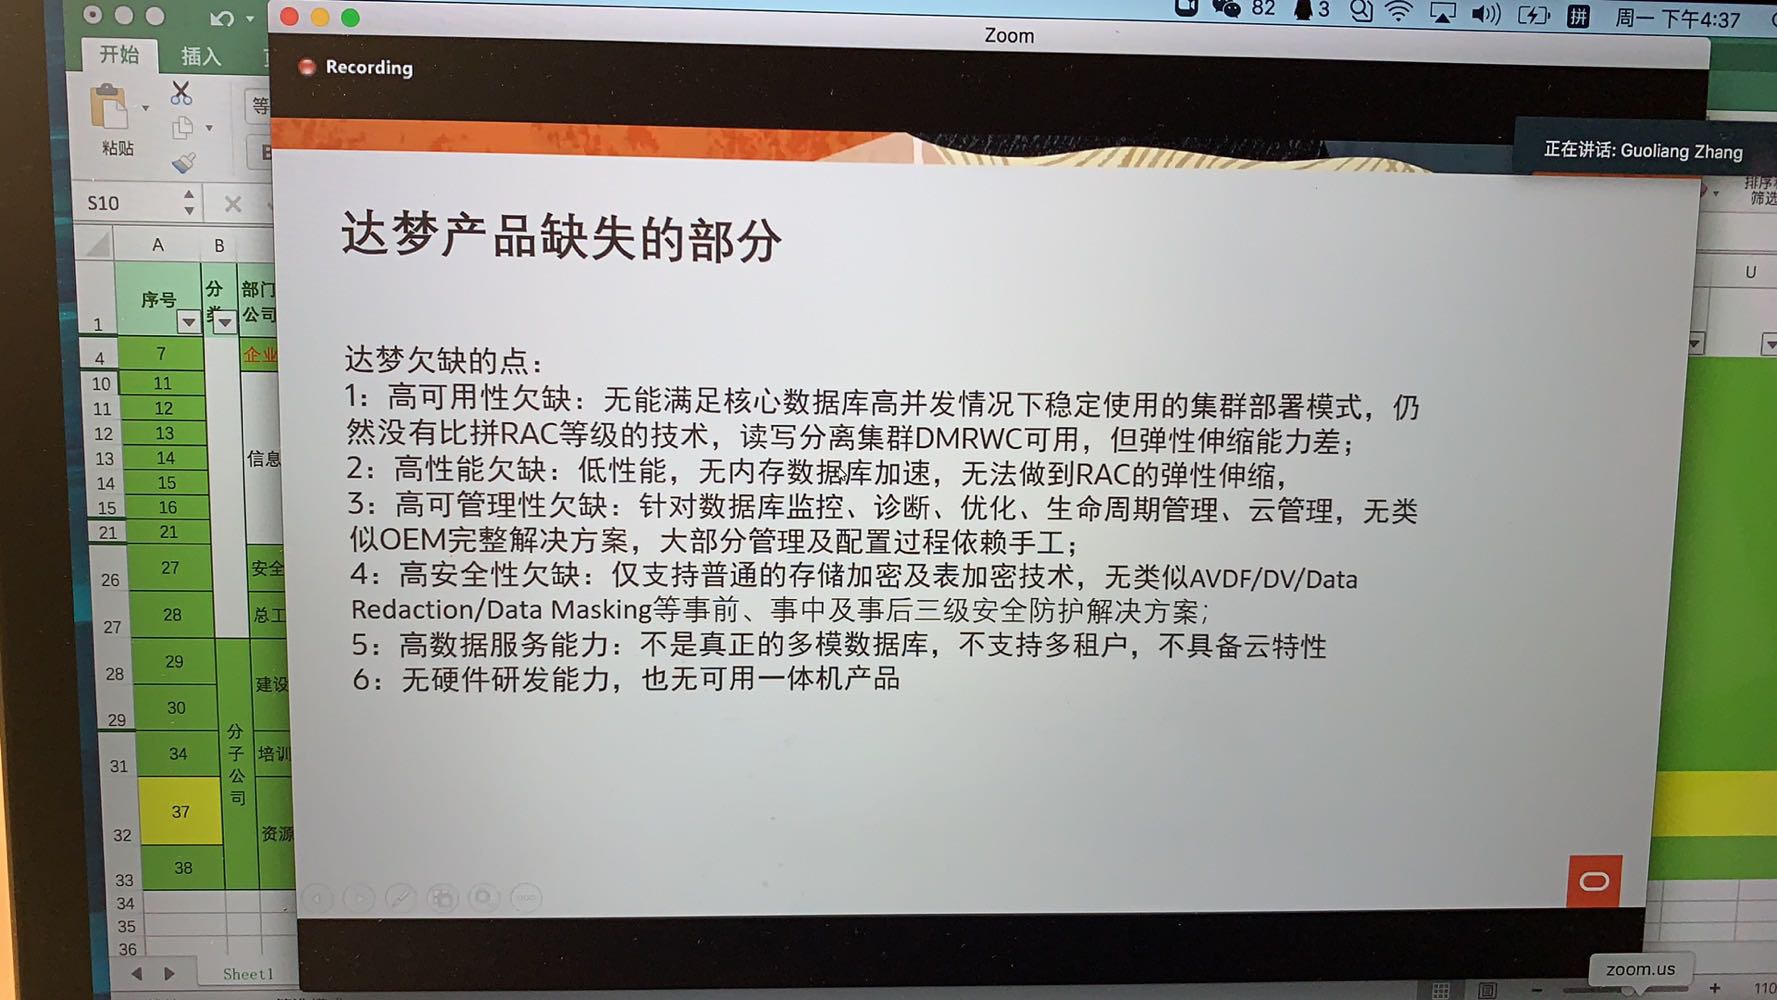 Zoom
82
3
周一 下午4:37
Recording
正在讲话: Guoliang Zhang
开始
插入
粘贴
S10
A
B
U
序号
分
部门
公司
1
4
7
企业
10
11
11
12
12
13
13
14
信息
14
15
15
16
21
21
26
27
安全
27
28
总工
28
29
建设
29
30
31
34
培训
分
子
公
司
32
37
资源
33
38
34
35
36
Sheet1
达梦产品缺失的部分
达梦欠缺的点：
1：高可用性欠缺：无能满足核心数据库高并发情况下稳定使用的集群部署模式，仍
然没有比拼RAC等级的技术，读写分离集群DMRWC可用，但弹性伸缩能力差；
2：高性能欠缺：低性能，无内存数据库加速，无法做到RAC的弹性伸缩，
3：高可管理性欠缺：针对数据库监控、诊断、优化、生命周期管理、云管理，无类
似OEM完整解决方案，大部分管理及配置过程依赖手工；
4：高安全性欠缺：仅支持普通的存储加密及表加密技术，无类似AVDF/DV/Data
Redaction/Data Masking等事前、事中及事后三级安全防护解决方案；
5：高数据服务能力：不是真正的多模数据库，不支持多租户，不具备云特性
6：无硬件研发能力，也无可用一体机产品
zoom.us
110